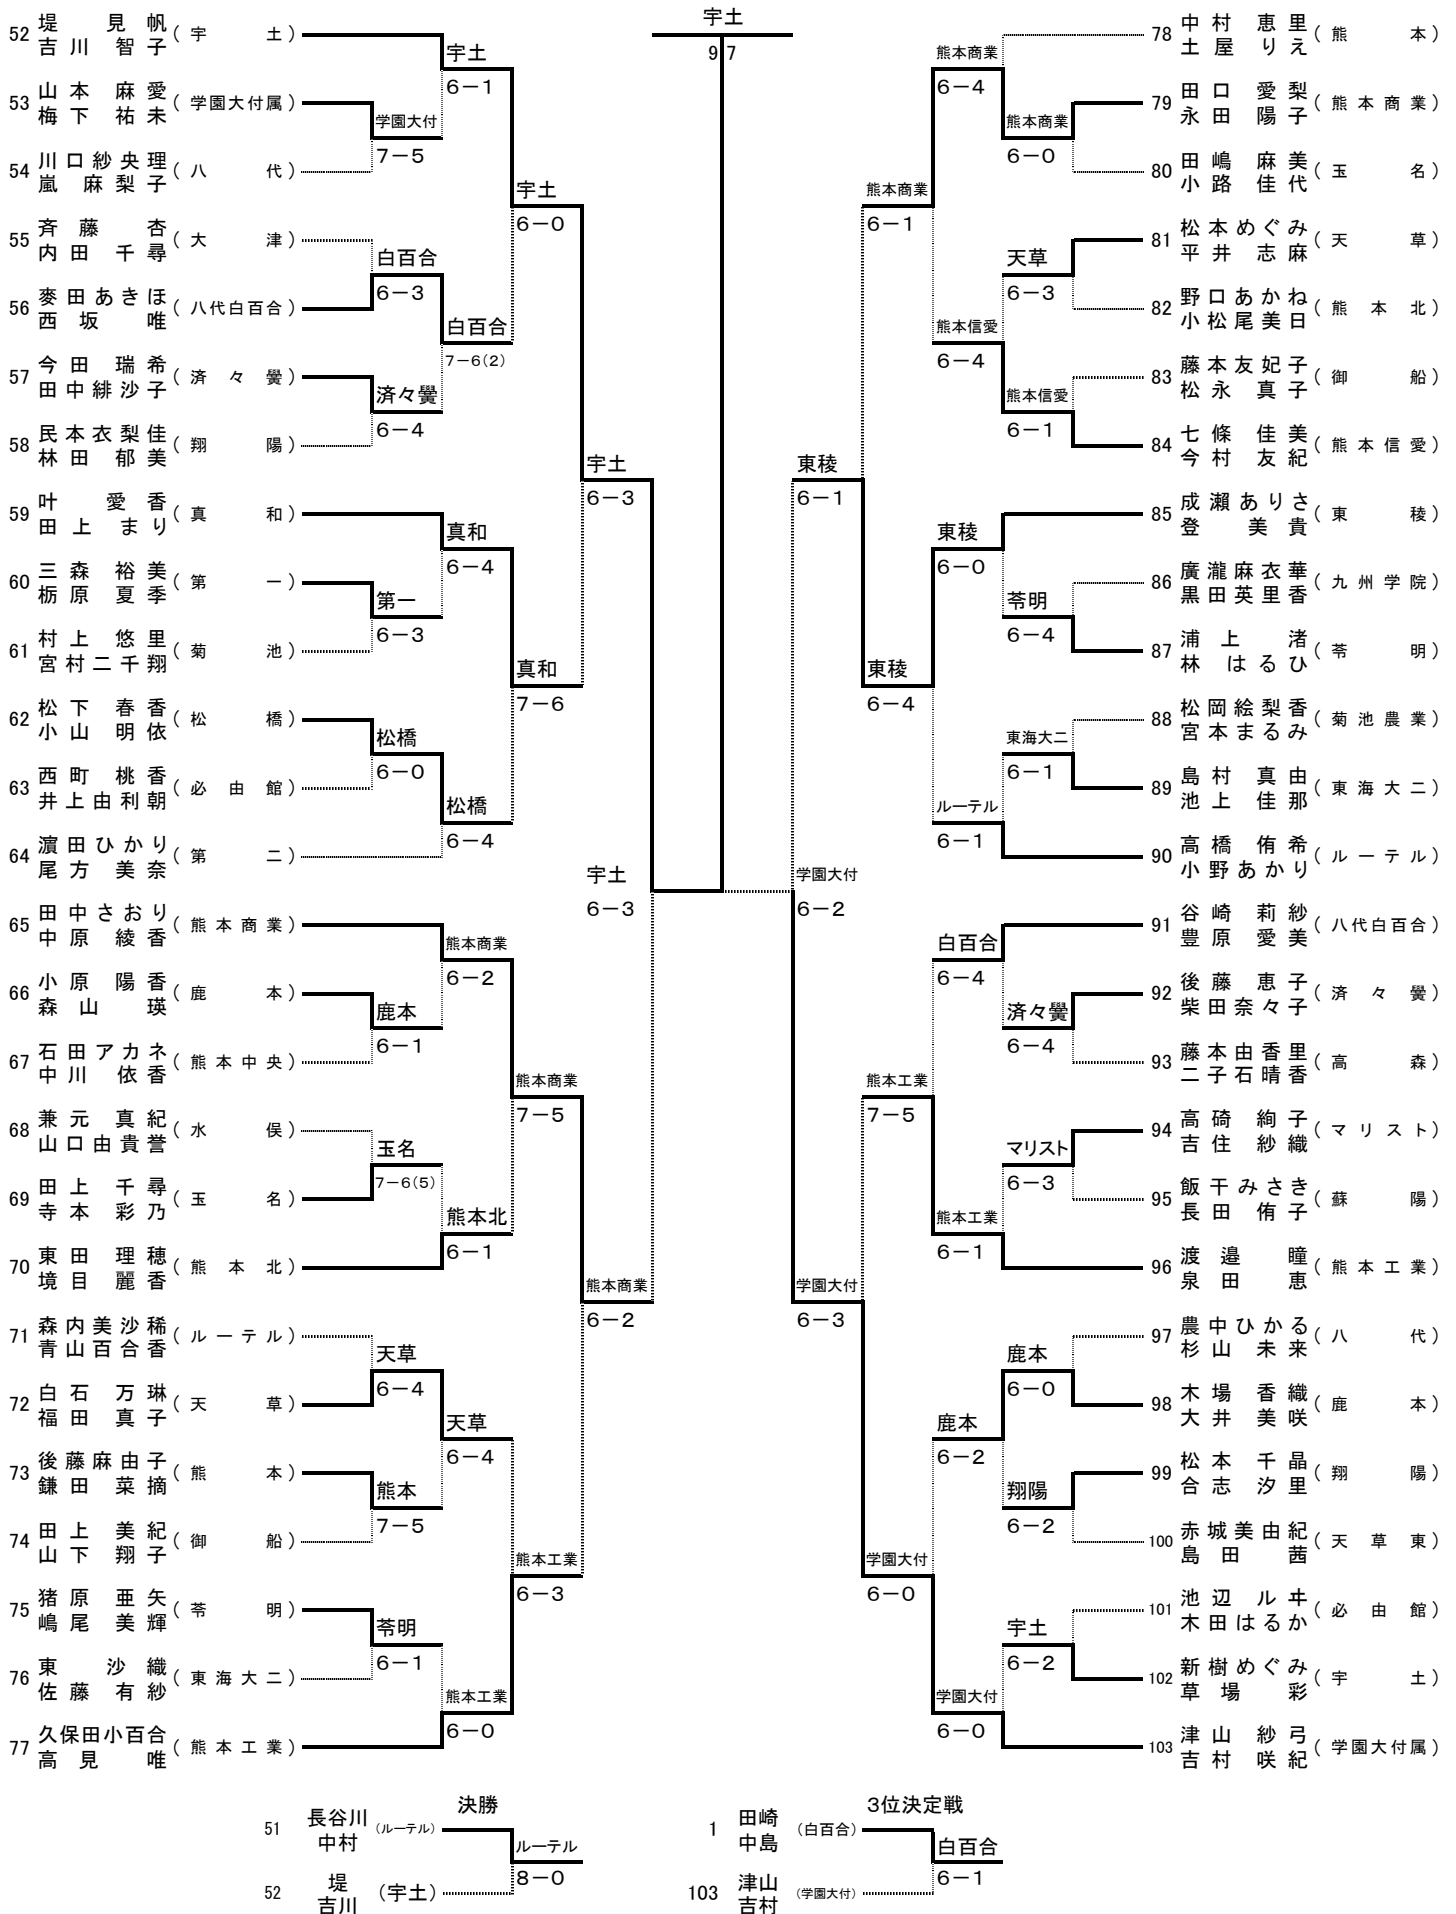 宇土
9 7
52 堤 見帆 (宇土)
吉川智子
53 山本麻愛 (学園大付属)
梅下祐未
54 川口紗央理 (八代)
嵐麻梨子
55 斉藤杏 (大津)
内田千尋
56 麥田あきほ (八代白百合)
西坂唯
57 今田瑞希 (済々黌)
田中緋沙子
58 民本衣梨佳 (翔陽)
林田郁美
59 叶愛香 (真和)
田上まり
60 三森裕美 (第一)
栃原夏季
61 村上悠里 (菊池)
宮村二千翔
62 松下春香 (松橋)
小山明依
63 西町桃香 (必由館)
井上由利朝
64 濵田ひかり (第二)
尾方美奈
65 田中さおり (熊本商業)
中原綾香
66 小原陽香 (鹿本)
森山瑛
67 石田アカネ (熊本中央)
中川依香
68 兼元真紀 (水俣)
山口由貴誉
69 田上千尋 (玉名)
寺本彩乃
70 東田理穂 (熊本北)
境目麗香
71 森内美沙稀 (ルーテル)
青山百合香
72 白石万琳 (天草)
福田真子
73 後藤麻由子 (熊本)
鎌田菜摘
74 田上美紀 (御船)
山下翔子
75 猪原亜矢 (苓明)
嶋尾美輝
76 東沙織 (東海大二)
佐藤有紗
77 久保田小百合 (熊本工業)
高見唯
学園大付
7-5
白百合
6-3
済々黌
6-4
第一
6-3
松橋
6-0
鹿本
6-1
玉名
7-6(5)
天草
6-4
熊本
7-5
苓明
6-1
宇土
6-1
白百合
7-6(2)
真和
6-4
松橋
6-4
熊本商業
6-2
熊本北
6-1
天草
6-4
熊本工業
6-0
宇土
6-0
真和
7-6
熊本商業
7-5
熊本工業
6-3
宇土
6-3
熊本商業
6-2
宇土
6-3
78 中村恵里 (熊本)
土屋りえ
79 田口愛梨 (熊本商業)
永田陽子
80 田嶋麻美 (玉名)
小路佳代
81 松本めぐみ (天草)
平井志麻
82 野口あかね (熊本北)
小松尾美日
83 藤本友妃子 (御船)
松永真子
84 七條佳美 (熊本信愛)
今村友紀
85 成瀬ありさ (東稜)
登美貴
86 廣瀧麻衣華 (九州学院)
黒田英里香
87 浦上渚 (苓明)
林はるひ
88 松岡絵梨香 (菊池農業)
宮本まるみ
89 島村真由 (東海大二)
池上佳那
90 高橋侑希 (ルーテル)
小野あかり
91 谷崎莉紗 (八代白百合)
豊原愛美
92 後藤恵子 (済々黌)
柴田奈々子
93 藤本由香里 (高森)
二子石晴香
94 高碕絢子 (マリスト)
吉住紗織
95 飯干みさき (蘇陽)
長田侑子
96 渡邉瞳 (熊本工業)
泉田恵
97 農中ひかる (八代)
杉山未来
98 木場香織 (鹿本)
大井美咲
99 松本千晶 (翔陽)
合志汐里
100 赤城美由紀 (天草東)
島田茜
101 池辺ルヰ (必由館)
木田はるか
102 新樹めぐみ (宇土)
草場彩
103 津山紗弓 (学園大付属)
吉村咲紀
熊本商業
6-0
天草
6-3
熊本信愛
6-1
苓明
6-4
東海大二
6-1
済々黌
6-4
マリスト
6-3
鹿本
6-0
翔陽
6-2
宇土
6-2
熊本商業
6-4
熊本信愛
6-4
東稜
6-0
ルーテル
6-1
白百合
6-4
熊本工業
6-1
鹿本
6-2
学園大付
6-0
熊本商業
6-1
東稜
6-4
熊本工業
7-5
学園大付
6-0
東稜
6-1
学園大付
6-3
学園大付
6-2
決勝
51 長谷川 (ルーテル)
中村
52 堤 (宇土)
吉川
ルーテル
8-0
3位決定戦
1 田崎 (白百合)
中島
103 津山 (学園大付)
吉村
白百合
6-1